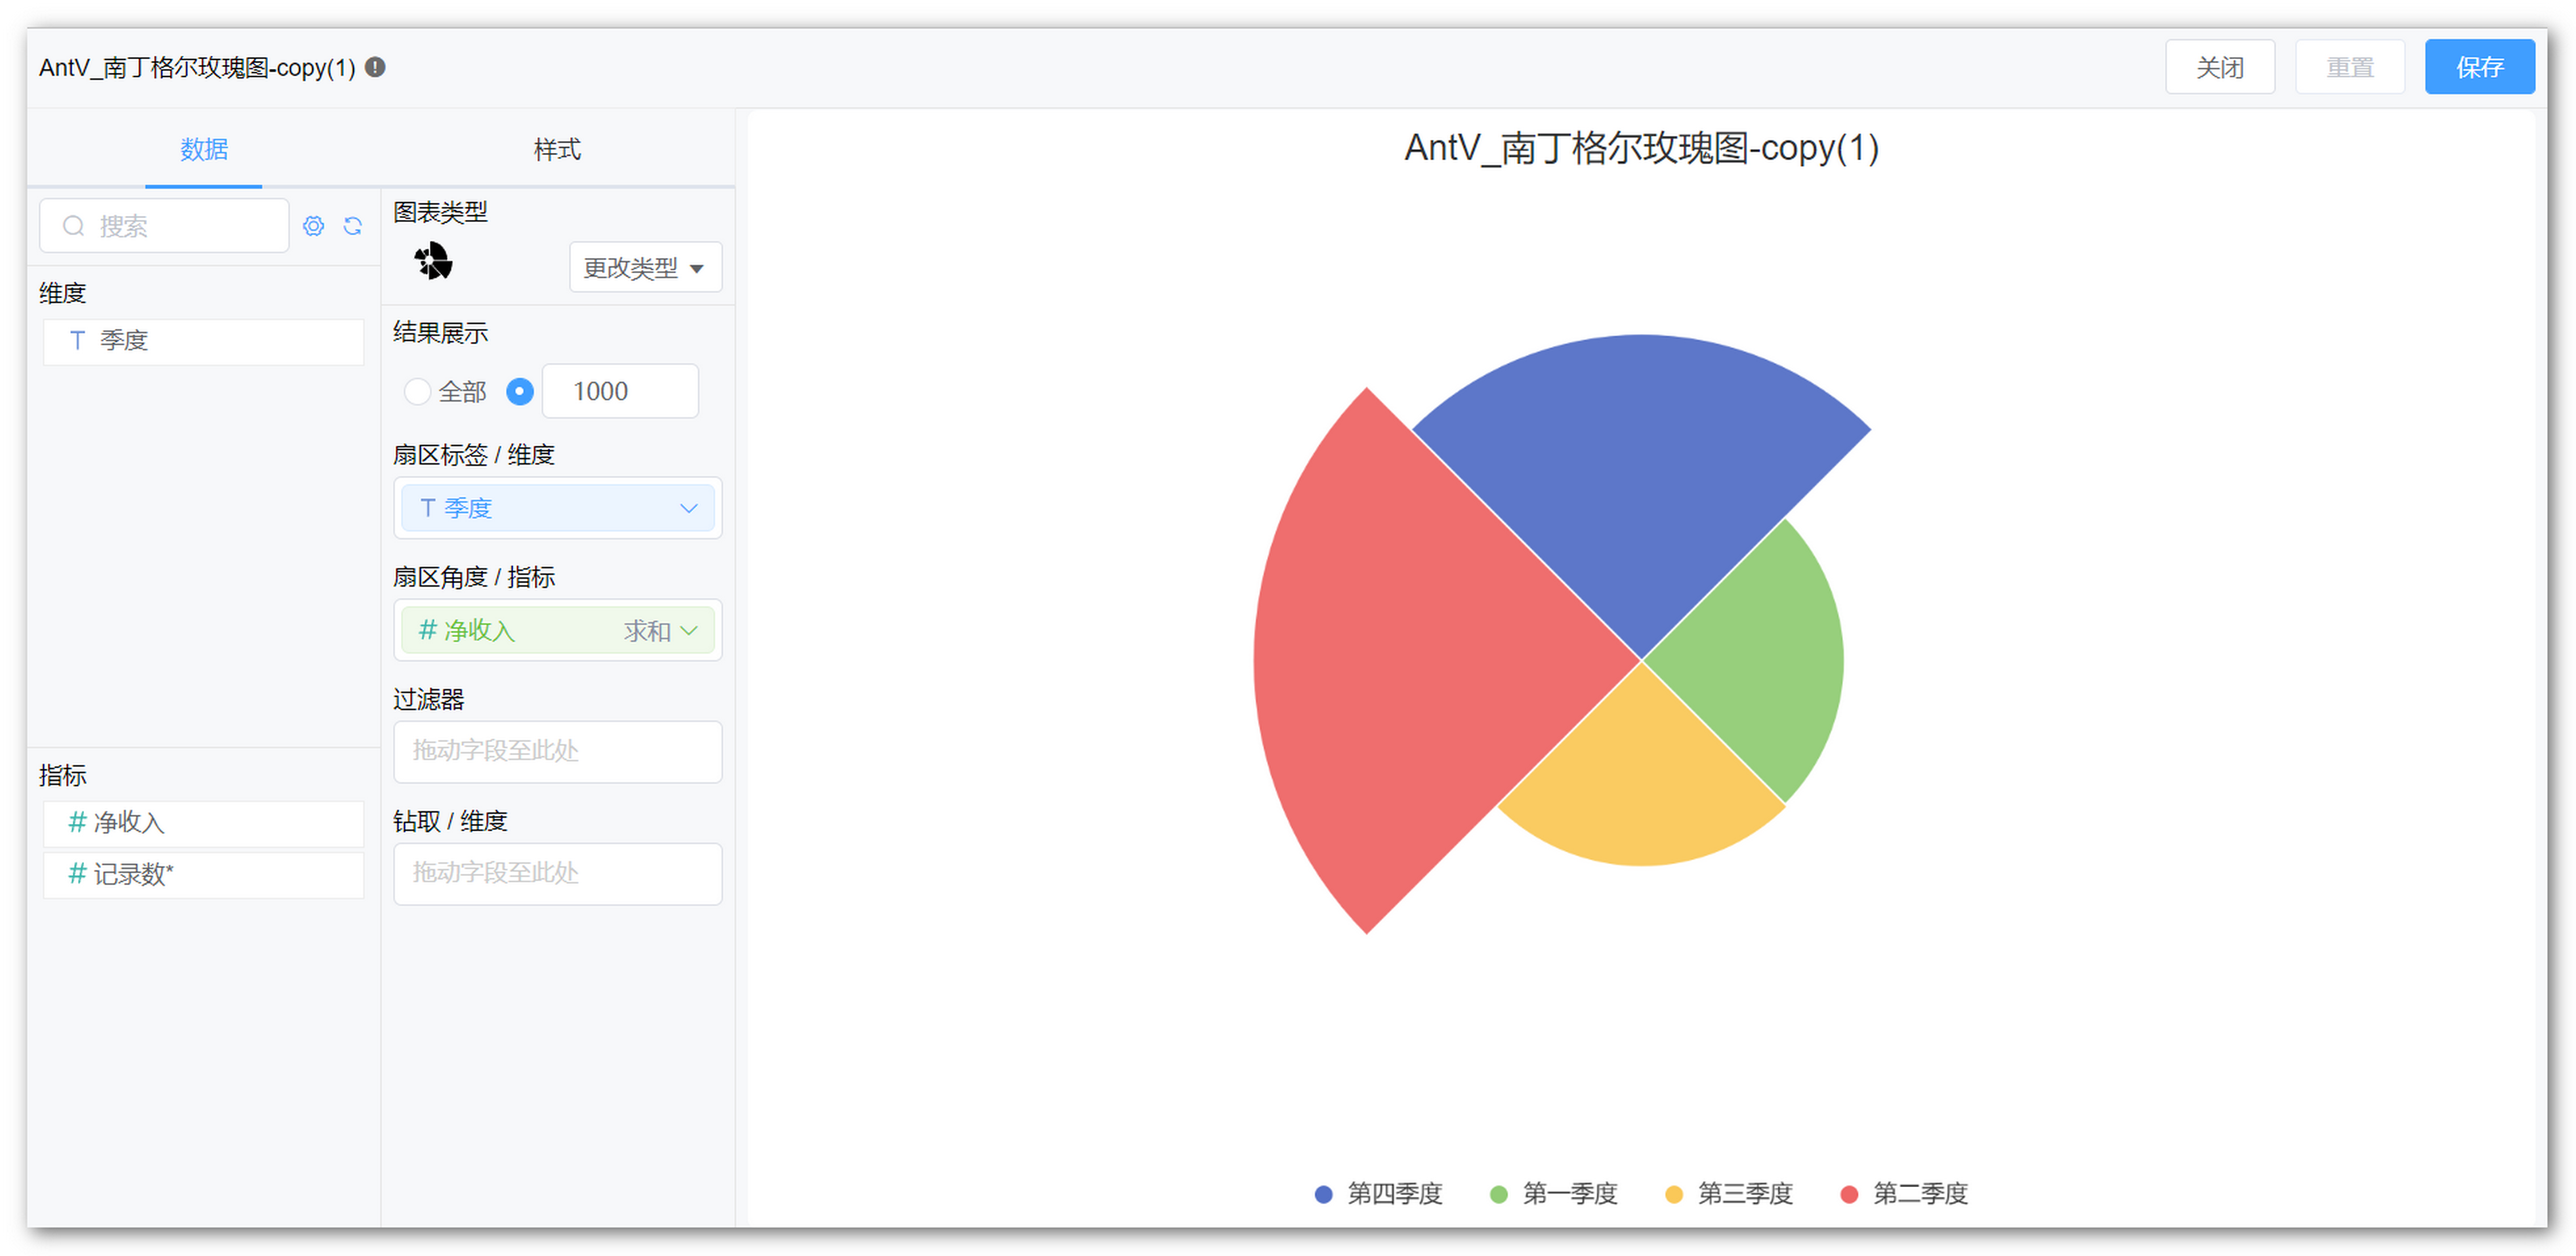 AntV_南丁格尔玫瑰图-copy(1)
关闭
重置
保存
数据
样式
搜索
维度
T 季度
指标
# 净收入
# 记录数*
图表类型
更改类型
结果展示
全部
1000
扇区标签 / 维度
T 季度
扇区角度 / 指标
# 净收入 求和
过滤器
拖动字段至此处
钻取 / 维度
拖动字段至此处
AntV_南丁格尔玫瑰图-copy(1)
第四季度 第一季度 第三季度 第二季度